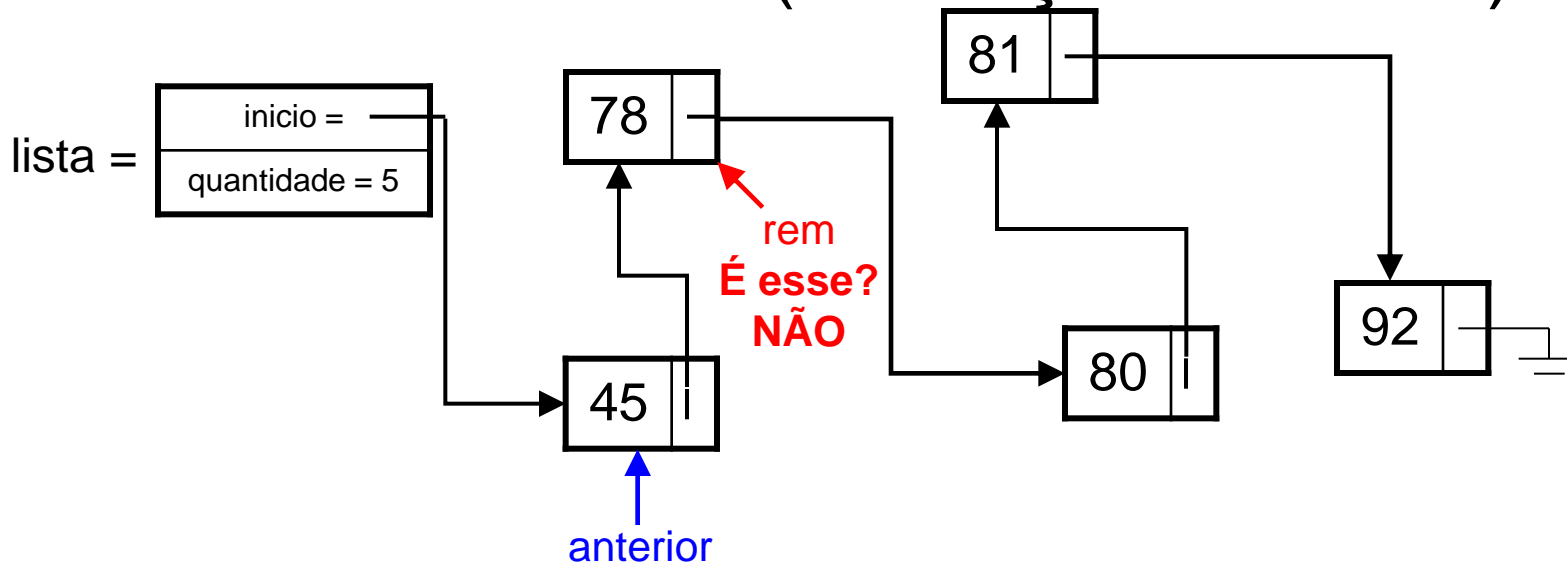 lista =
inicio =
quantidade = 5
78
81
rem
É esse?
NÃO
45
80
92
anterior